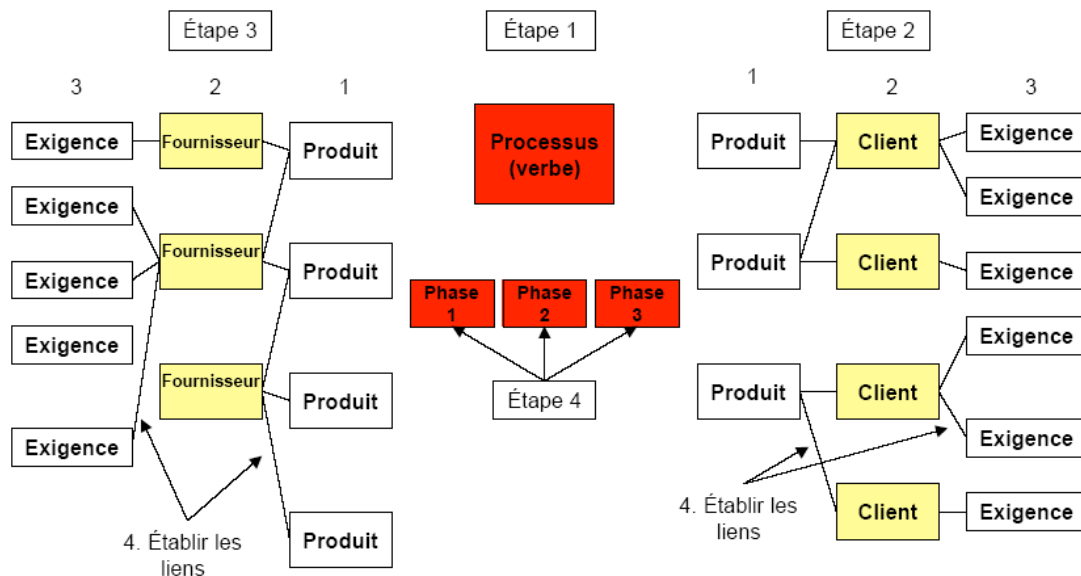 Étape 3
Étape 1
Étape 2
3
2
1
1
2
3
Exigence
Fournisseur
Produit
Processus
(verbe)
Produit
Client
Exigence
Exigence
Exigence
Fournisseur
Produit
Produit
Client
Exigence
Exigence
Phase
1
Phase
2
Phase
3
Exigence
Exigence
Fournisseur
Produit
Étape 4
Produit
Client
Exigence
Exigence
4. Établir les
liens
Produit
4. Établir les
liens
Client
Exigence